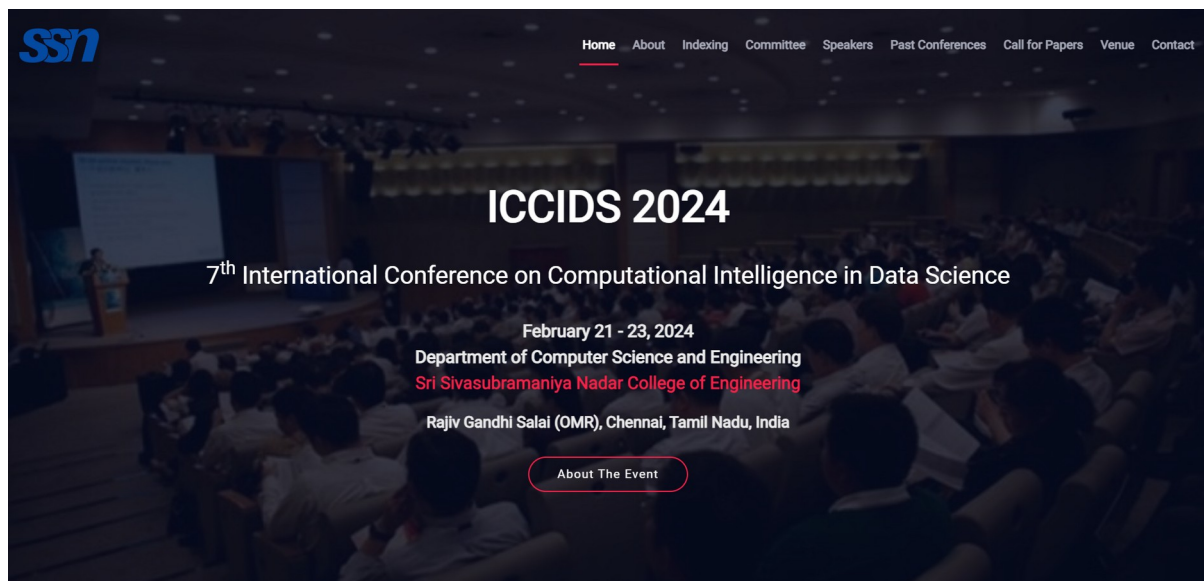 SSN
Home About Indexing Committee Speakers Past Conferences Call for Papers Venue Contact
ICCIDS 2024
7th International Conference on Computational Intelligence in Data Science
February 21 - 23, 2024
Department of Computer Science and Engineering
Sri Sivasubramaniya Nadar College of Engineering
Rajiv Gandhi Salai (OMR), Chennai, Tamil Nadu, India
About The Event